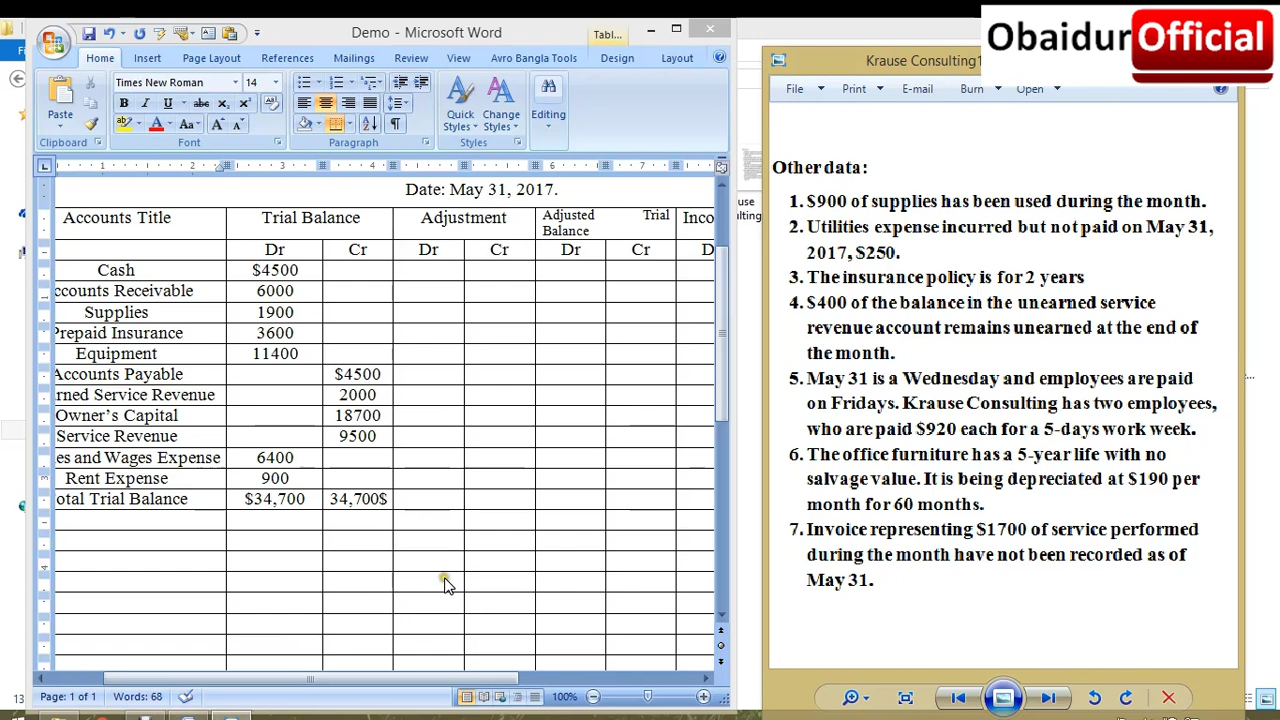 Obaidur Official
Demo - Microsoft Word
Tabl...
Krause Consulting1
Home Insert Page Layout References Mailings Review View Avro Bangla Tools Design Layout
File Print E-mail Burn Open
Times New Roman 14
Paste
Quick Styles
Change Styles
Editing
Clipboard Font Paragraph Styles
Date: May 31, 2017.
Accounts Title Trial Balance Adjustment Adjusted Trial Balance Inco
Dr Cr Dr Cr Dr Cr D
Cash $4500
ccounts Receivable 6000
Supplies 1900
Prepaid Insurance 3600
Equipment 11400
Accounts Payable $4500
rned Service Revenue 2000
Owner's Capital 18700
Service Revenue 9500
es and Wages Expense 6400
Rent Expense 900
otal Trial Balance $34,700 34,700$
Page: 1 of 1 Words: 68 100%
Other data:
1. $900 of supplies has been used during the month.
2. Utilities expense incurred but not paid on May 31,
2017, $250.
3. The insurance policy is for 2 years
4. $400 of the balance in the unearned service
revenue account remains unearned at the end of
the month.
5. May 31 is a Wednesday and employees are paid
on Fridays. Krause Consulting has two employees,
who are paid $920 each for a 5-days work week.
6. The office furniture has a 5-year life with no
salvage value. It is being depreciated at $190 per
month for 60 months.
7. Invoice representing $1700 of service performed
during the month have not been recorded as of
May 31.